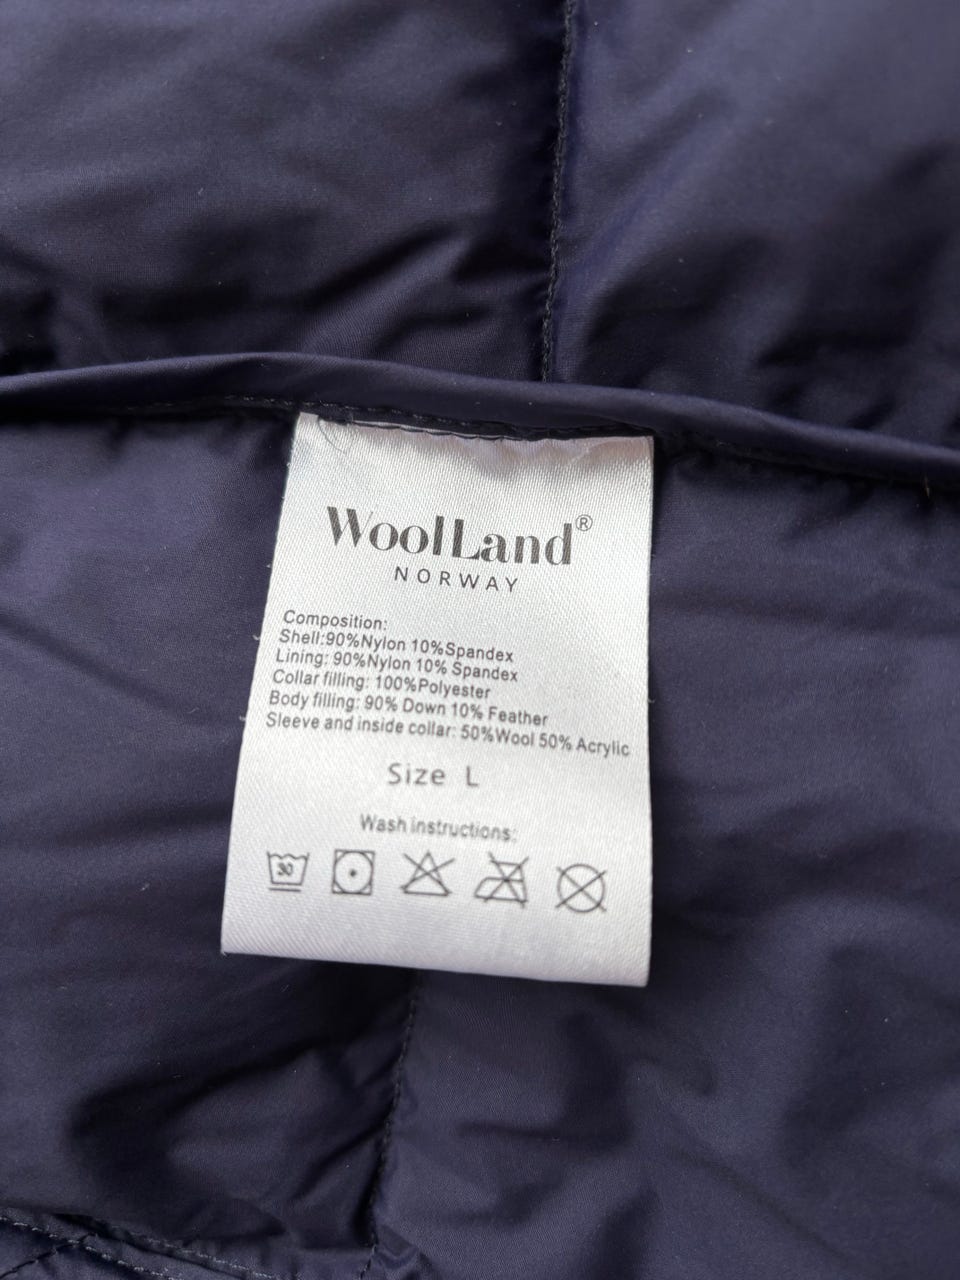 WoolLand®
NORWAY
Composition:
Shell:90%Nylon 10%Spandex
Lining: 90%Nylon 10% Spandex
Collar filling: 100%Polyester
Body filling: 90% Down 10% Feather
Sleeve and inside collar: 50%Wool 50% Acrylic
Size L
Wash instructions:
30